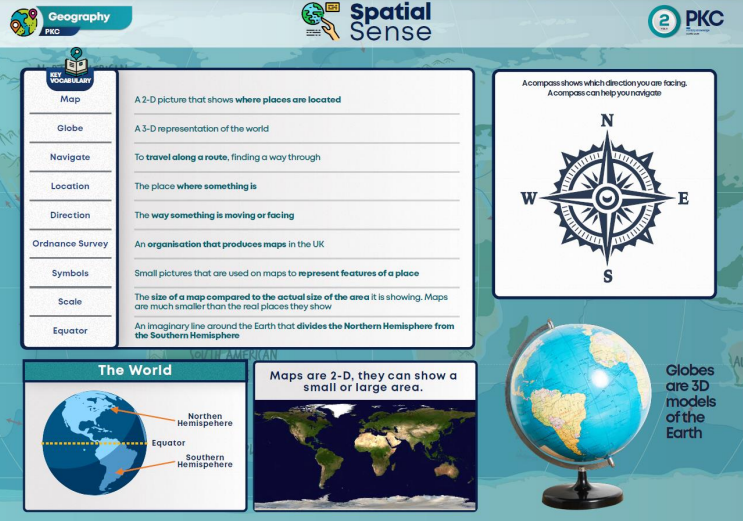 Geography
PKC
Spatial
Sense
2
PKC
KEY
VOCABULARY
Map
A 2-D picture that shows where places are located
Globe
A 3-D representation of the world
Navigate
To travel along a route, finding a way through
Location
The place where something is
Direction
The way something is moving or facing
Ordnance Survey
An organisation that produces maps in the UK
Symbols
Small pictures that are used on maps to represent features of a place
Scale
The size of a map compared to the actual size of the area it is showing. Maps
are much smaller than the real places they show
Equator
An imaginary line around the Earth that divides the Northern Hemisphere from
the Southern Hemisphere
A compass shows which direction you are facing.
A compass can help you navigate
N
W
E
S
SOUTH AMERICAN
The World
Northen
Hemispehere
Equator
Southern
Hemisphehere
Maps are 2-D, they can show a
small or large area.
Globes
are 3D
models
of the
Earth